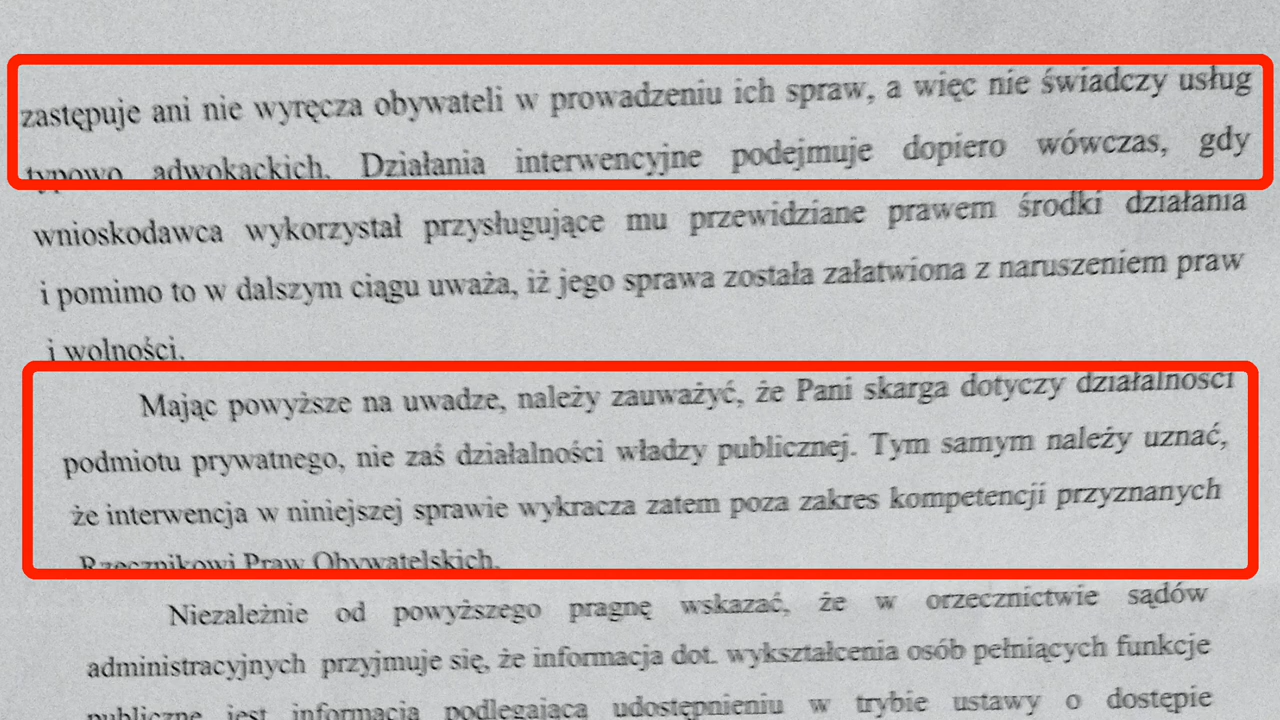 zastępuje ani nie wyręcza obywateli w prowadzeniu ich spraw, a więc nie świadczy usług
typowo adwokackich. Działania interwencyjne podejmuje dopiero wówczas, gdy
wnioskodawca wykorzystał przysługujące mu przewidziane prawem środki działania
i pomimo to w dalszym ciągu uważa, iż jego sprawa została załatwiona z naruszeniem praw
i wolności.
Mając powyższe na uwadze, należy zauważyć, że Pani skarga dotyczy działalności
podmiotu prywatnego, nie zaś działalności władzy publicznej. Tym samym należy uznać,
że interwencja w niniejszej sprawie wykracza zatem poza zakres kompetencji przyznanych
Rzecznikowi Praw Obywatelskich.
Niezależnie od powyższego pragnę wskazać, że w orzecznictwie sądów
administracyjnych przyjmuje się, że informacja dot. wykształcenia osób pełniących funkcje
publiczne jest informacją podlegającą udostępnieniu w trybie ustawy o dostępie